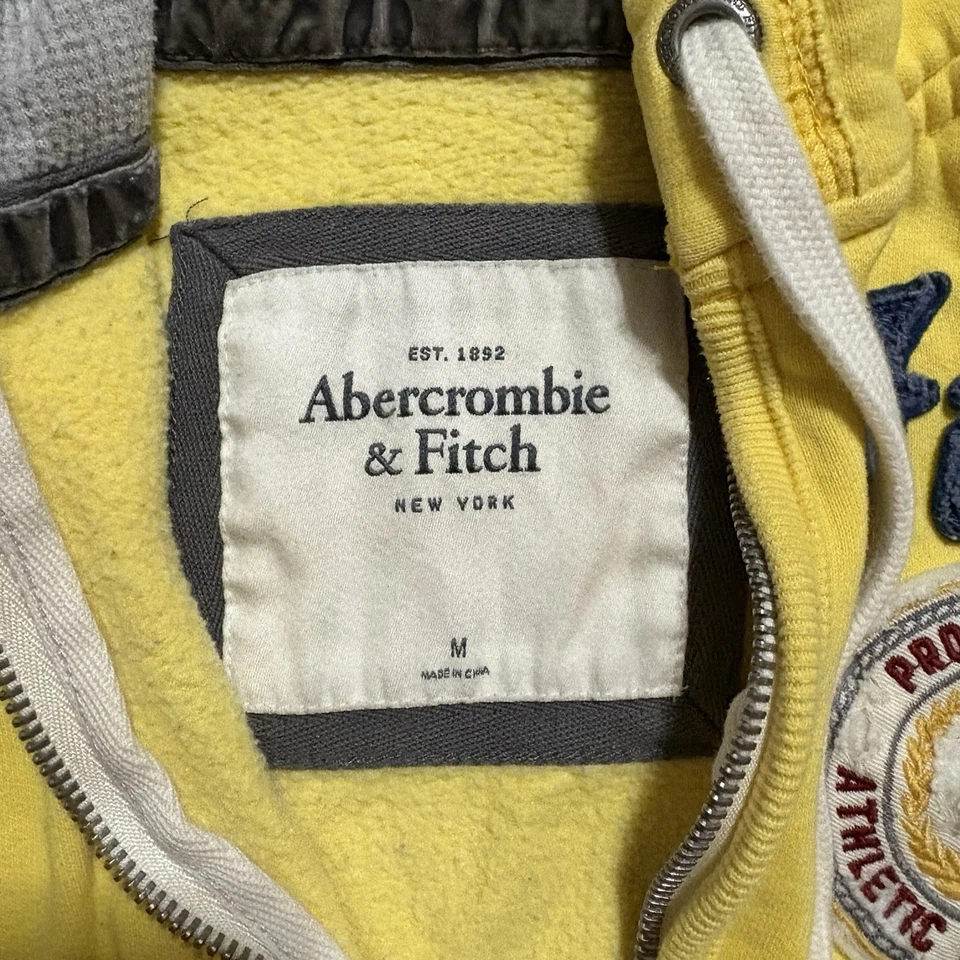 EST. 1892
Abercrombie
& Fitch
NEW YORK
M
MADE IN CHINA
ATHLETIC